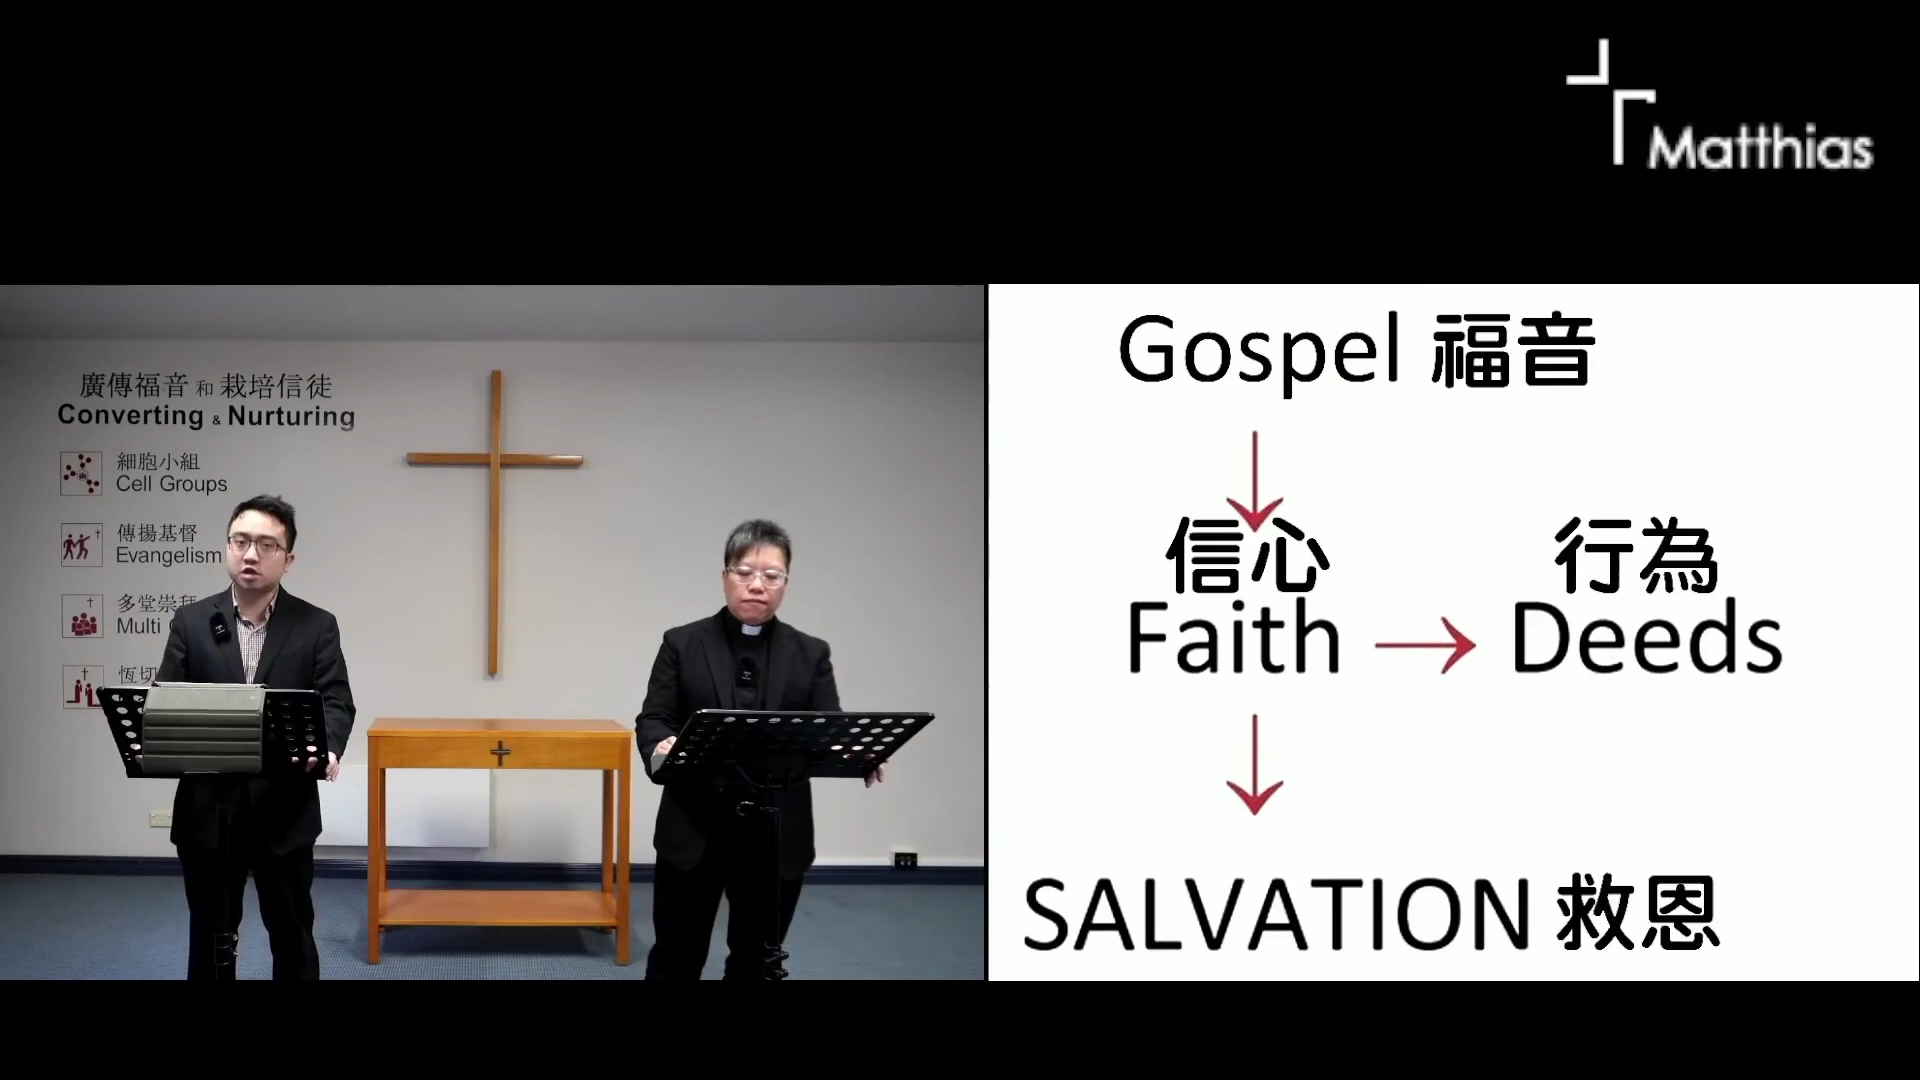 Matthias
廣傳福音 和 栽培信徒
Converting & Nurturing
細胞小組
Cell Groups
傳揚基督
Evangelism
多堂崇拜
Multi
恆切
Gospel 福音
信心
Faith
行為
Deeds
SALVATION 救恩